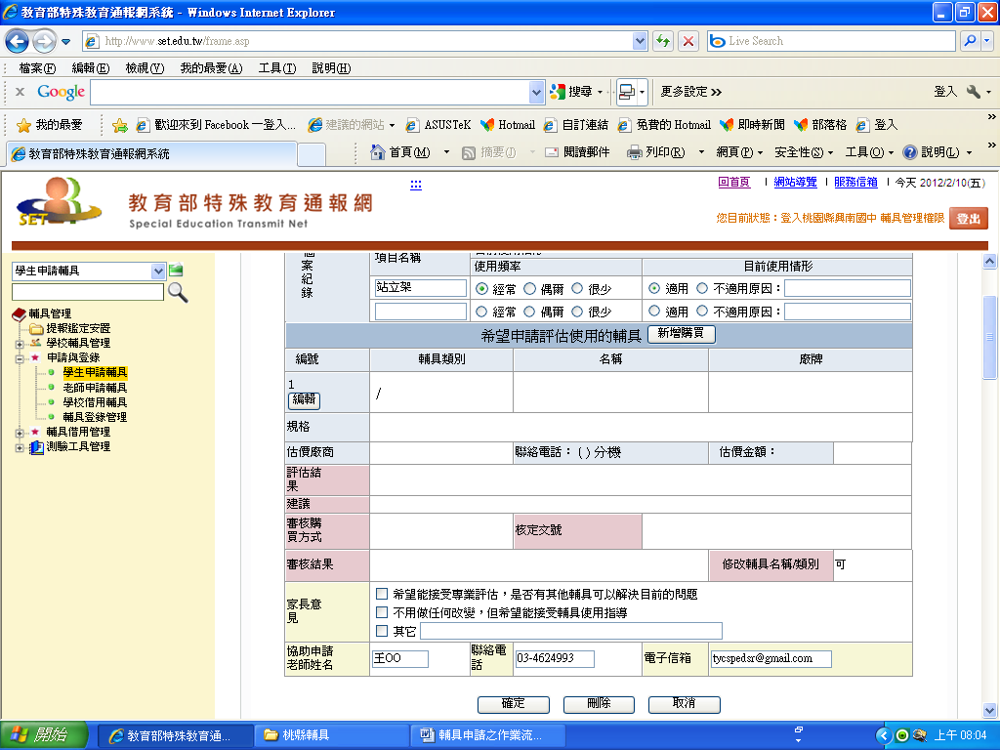 教育部特殊教育通報網系統 - Windows Internet Explorer
http://www.set.edu.tw/frame.asp
Live Search
檔案(F) 編輯(E) 檢視(V) 我的最愛(A) 工具(T) 說明(H)
x Google 搜尋 更多設定 >> 登入
我的最愛 歡迎來到 Facebook 一登入... 建議的網站 ASUSTeK Hotmail 自訂連結 免費的 Hotmail 即時新聞 部落格 登入 >>
教育部特殊教育通報網系統 首頁(M) 摘要(J) 閱讀郵件 列印(R) 網頁(P) 安全性(S) 工具(O) 說明(L) >>
SET 教育部特殊教育通報網
Special Education Transmit Net
:::
回首頁 | 網站導覽 | 服務信箱 | 今天 2012/2/10(五)
您目前狀態：登入桃園縣興南國中 輔具管理權限 登出
學生申請輔具
輔具管理
提報鑑定安置
學校輔具管理
申請與登錄
學生申請輔具
老師申請輔具
學校借用輔具
輔具登錄管理
輔具借用管理
測驗工具管理
檔案紀錄 項目名稱
使用頻率 目前使用情形
站立架 經常 偶爾 很少 適用 不適用原因：
經常 偶爾 很少 適用 不適用原因：
希望申請評估使用的輔具 新增購買
編號 輔具類別 名稱 廠牌
1 /
編輯
規格
估價廠商 聯絡電話：( ) 分機 估價金額：
評估結果
建議
審核購買方式 核定文號
審核結果 修改輔具名稱/類別 可
家長意見
希望能接受專業評估，是否有其他輔具可以解決目前的問題
不用做任何改變，但希望能接受輔具使用指導
其它
協助申請老師姓名 王OO 聯絡電話 03-4624993 電子信箱 tycspedsr@gmail.com
確定 刪除 取消
開始 教育部特殊教育通... 桃縣輔具 輔具申請之作業流... 上午 08:04